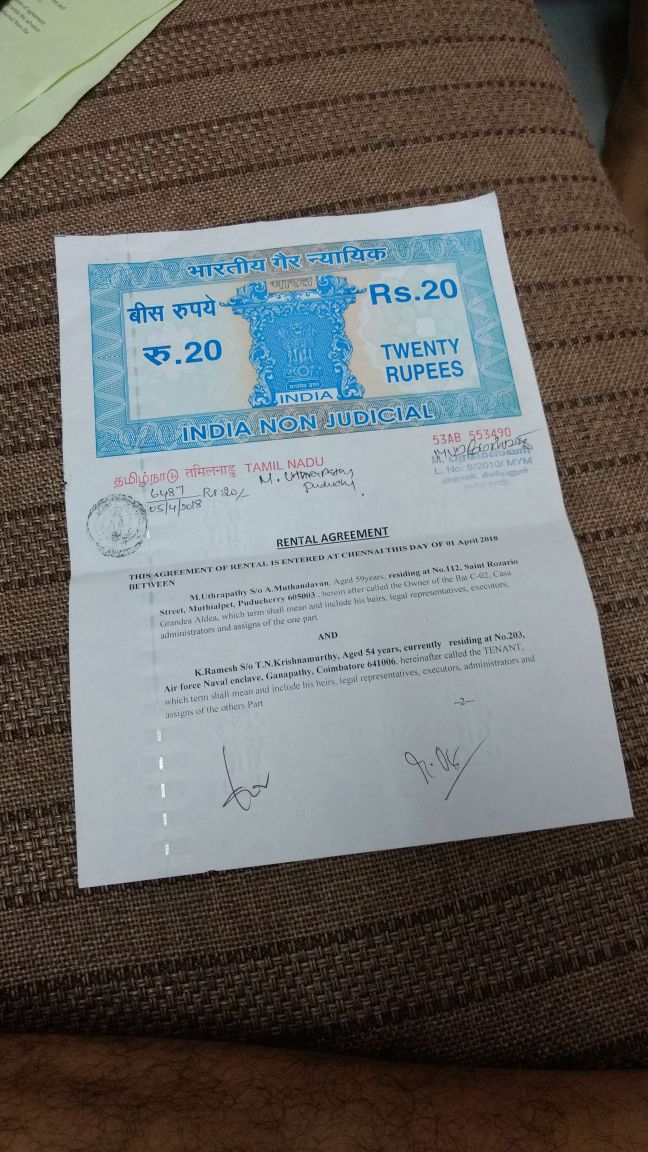 भारतीय गैर न्यायिक
भारत
बीस रुपये
Rs.20
रु.20
TWENTY
RUPEES
सत्यमेव जयते
INDIA
INDIA NON JUDICIAL
தமிழ்நாடு तमिलनाडु TAMIL NADU
53AB 553490
6487 Rs 20/-
05/4/2018
M. Uthrapathy
Puducherry
L. No: 9/2010/ MYM
RENTAL AGREEMENT
THIS AGREEMENT OF RENTAL IS ENTERED AT CHENNAI THIS DAY OF 01 April 2018
BETWEEN
M.Uthrapathy S/o A.Muthandavan, Aged 59years, residing at No.112, Saint Rozario
Street, Muthialpet, Puducherry 605003 , herein after called the Owner of the flat C-02, Casa
Grandea Aldea, which term shall mean and include his heirs, legal representatives, executors,
administrators and assigns of the one part
AND
K.Ramesh S/o T.N.Krishnamurthy, Aged 54 years, currently residing at No.203,
Air force Naval enclave, Ganapathy, Coimbatore 641006, hereinafter called the TENANT,
which term shall mean and include his heirs, legal representatives, executors, administrators and
assigns of the others Part
-2-